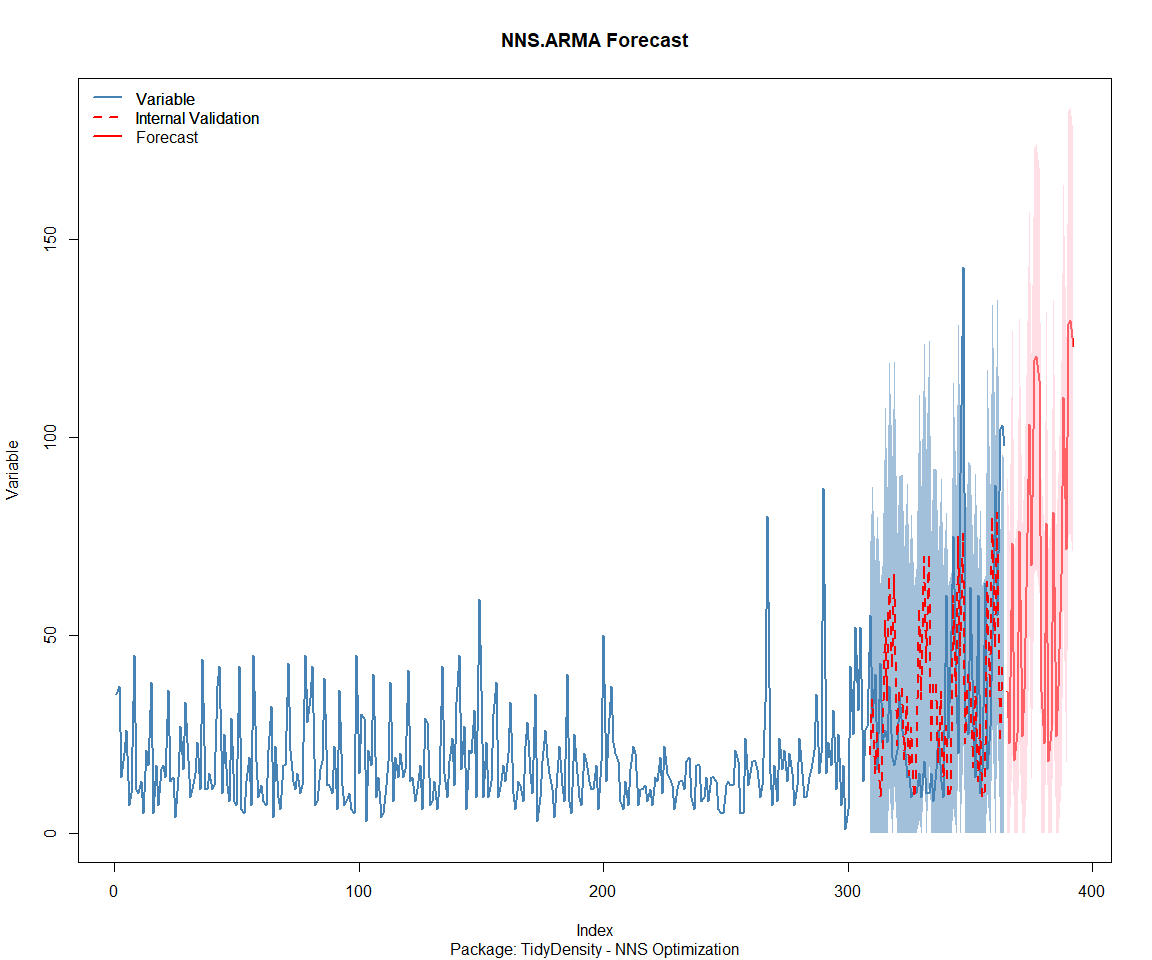 NNS.ARMA Forecast
Variable
Internal Validation
Forecast
Variable
150
100
50
0
0
100
200
300
400
Index
Package: TidyDensity - NNS Optimization